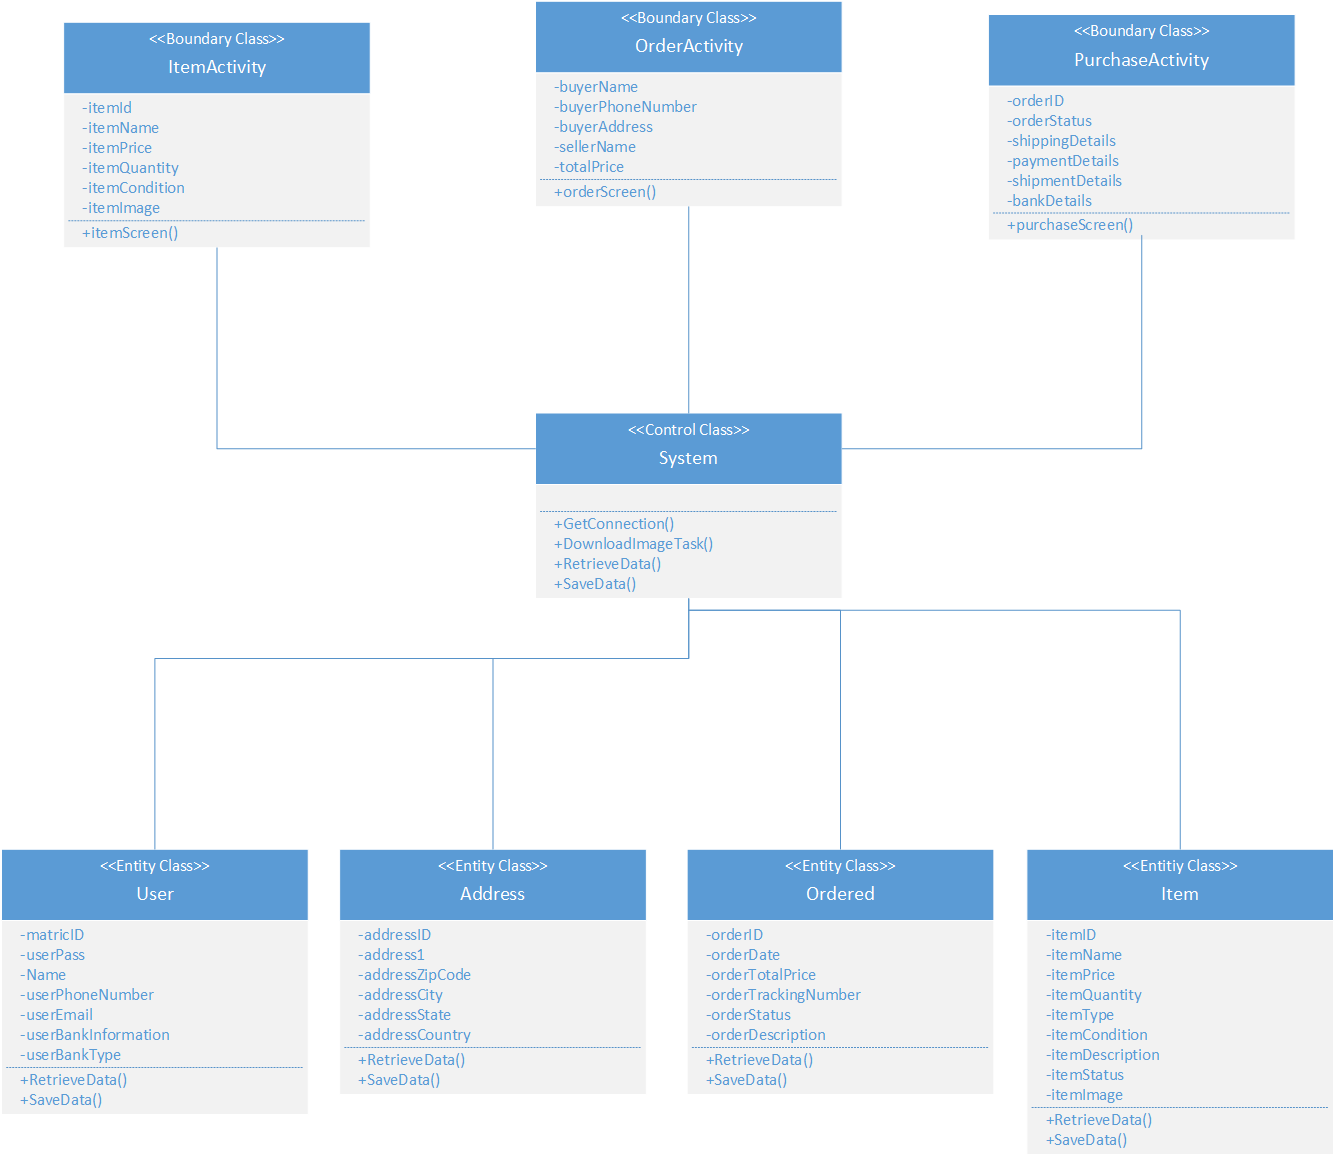 <<Boundary Class>>
ItemActivity
-itemId
-itemName
-itemPrice
-itemQuantity
-itemCondition
-itemImage
+itemScreen()
<<Boundary Class>>
OrderActivity
-buyerName
-buyerPhoneNumber
-buyerAddress
-sellerName
-totalPrice
+orderScreen()
<<Boundary Class>>
PurchaseActivity
-orderID
-orderStatus
-shippingDetails
-paymentDetails
-shipmentDetails
-bankDetails
+purchaseScreen()
<<Control Class>>
System
+GetConnection()
+DownloadImageTask()
+RetrieveData()
+SaveData()
<<Entity Class>>
User
-matricID
-userPass
-Name
-userPhoneNumber
-userEmail
-userBankInformation
-userBankType
+RetrieveData()
+SaveData()
<<Entity Class>>
Address
-addressID
-address1
-addressZipCode
-addressCity
-addressState
-addressCountry
+RetrieveData()
+SaveData()
<<Entity Class>>
Ordered
-orderID
-orderDate
-orderTotalPrice
-orderTrackingNumber
-orderStatus
-orderDescription
+RetrieveData()
+SaveData()
<<Entitiy Class>>
Item
-itemID
-itemName
-itemPrice
-itemQuantity
-itemType
-itemCondition
-itemDescription
-itemStatus
-itemImage
+RetrieveData()
+SaveData()